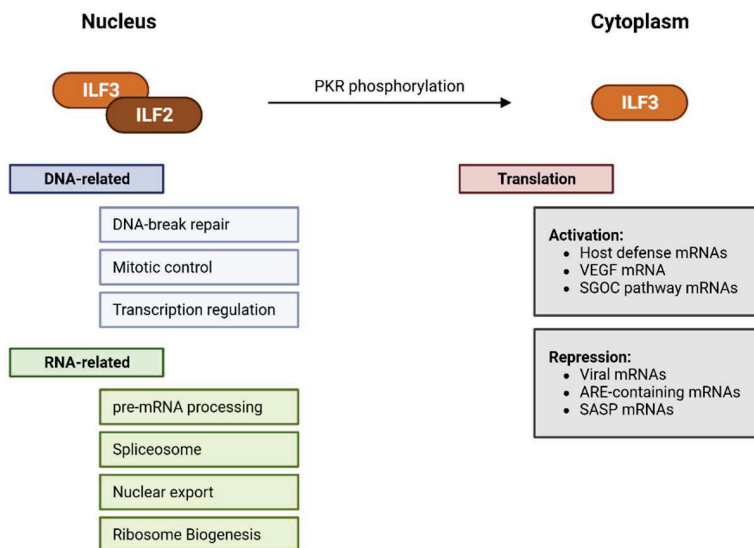 Nucleus
Cytoplasm
ILF3
ILF2
PKR phosphorylation
ILF3
DNA-related
DNA-break repair
Mitotic control
Transcription regulation
RNA-related
pre-mRNA processing
Spliceosome
Nuclear export
Ribosome Biogenesis
Translation
Activation:
• Host defense mRNAs
• VEGF mRNA
• SGOC pathway mRNAs
Repression:
• Viral mRNAs
• ARE-containing mRNAs
• SASP mRNAs